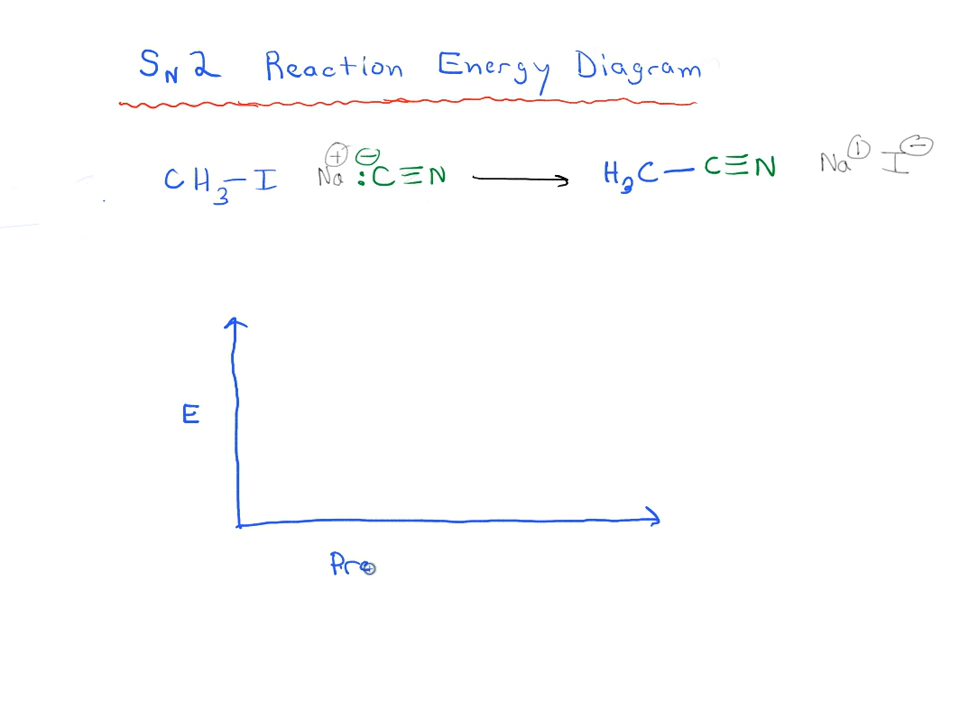 SN2 Reaction Energy Diagram
CH3-I Na⊕ ⊖:C≡N ⟶ H3C-C≡N Na⊕ I⊖
E
Pro